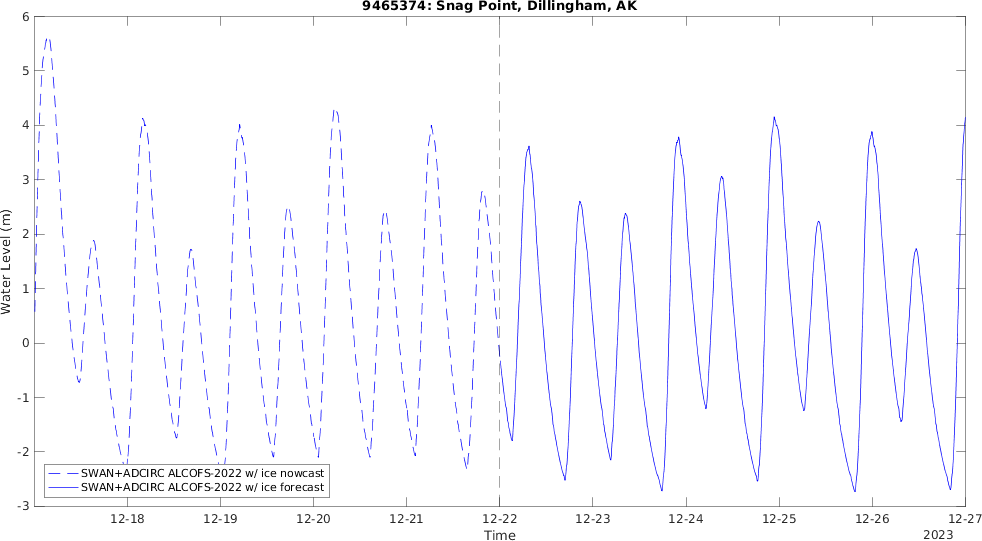 9465374: Snag Point, Dillingham, AK
6
5
4
3
2
1
0
-1
-2
-3
Water Level (m)
SWAN+ADCIRC ALCOFS-2022 w/ ice nowcast
SWAN+ADCIRC ALCOFS-2022 w/ ice forecast
12-18 12-19 12-20 12-21 12-22 12-23 12-24 12-25 12-26 12-27
Time
2023